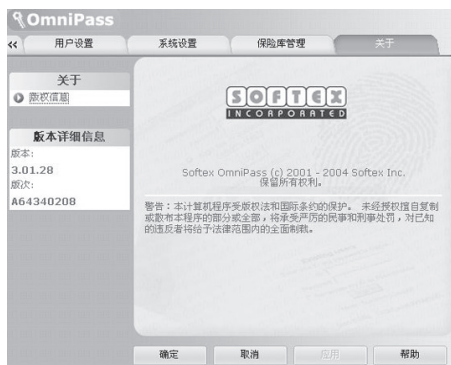 OmniPass
<< 用户设置 系统设置 保险库管理 关于
关于
版权信息
版本详细信息
版本:
3.01.28
版次:
A64340208
SOFTEX
INCORPORATED
Softex OmniPass (c) 2001 - 2004 Softex Inc.
保留所有权利。
警告：本计算机程序受版权法和国际条约的保护。 未经授权擅自复制
或散布本程序的部分或全部，将承受严厉的民事和刑事处罚，对已知
的违反者将给予法律范围内的全面制裁。
确定 取消 应用 帮助